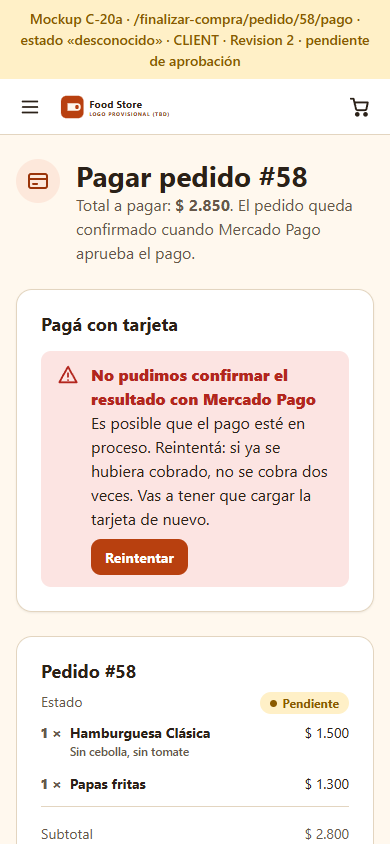 Mockup C-20a · /finalizar-compra/pedido/58/pago ·
estado «desconocido» · CLIENT · Revision 2 · pendiente
de aprobación
Food Store
LOGO PROVISIONAL (TBD)
Pagar pedido #58
Total a pagar: $ 2.850. El pedido queda
confirmado cuando Mercado Pago
aprueba el pago.
Pagá con tarjeta
No pudimos confirmar el
resultado con Mercado Pago
Es posible que el pago esté en
proceso. Reintentá: si ya se
hubiera cobrado, no se cobra dos
veces. Vas a tener que cargar la
tarjeta de nuevo.
Reintentar
Pedido #58
Estado Pendiente
1 × Hamburguesa Clásica $ 1.500
Sin cebolla, sin tomate
1 × Papas fritas $ 1.300
Subtotal $ 2.800